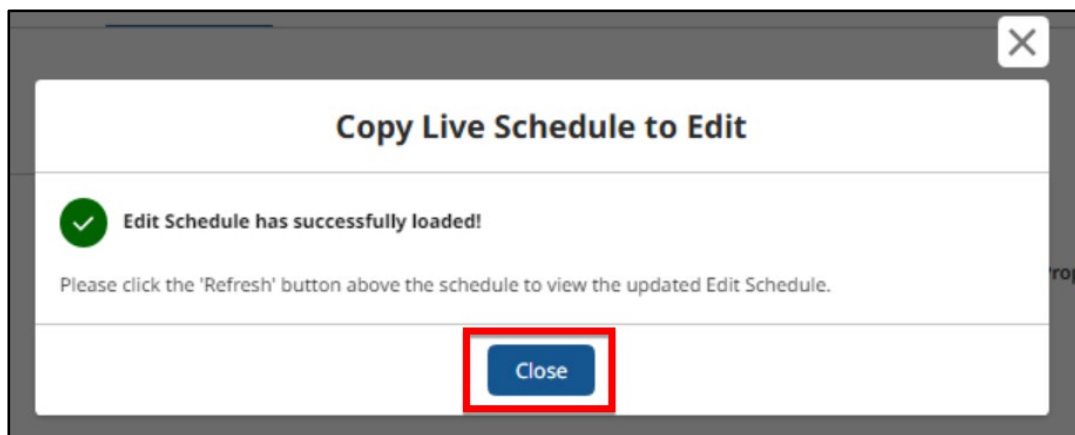 Copy Live Schedule to Edit
Edit Schedule has successfully loaded!
Please click the 'Refresh' button above the schedule to view the updated Edit Schedule.
Close